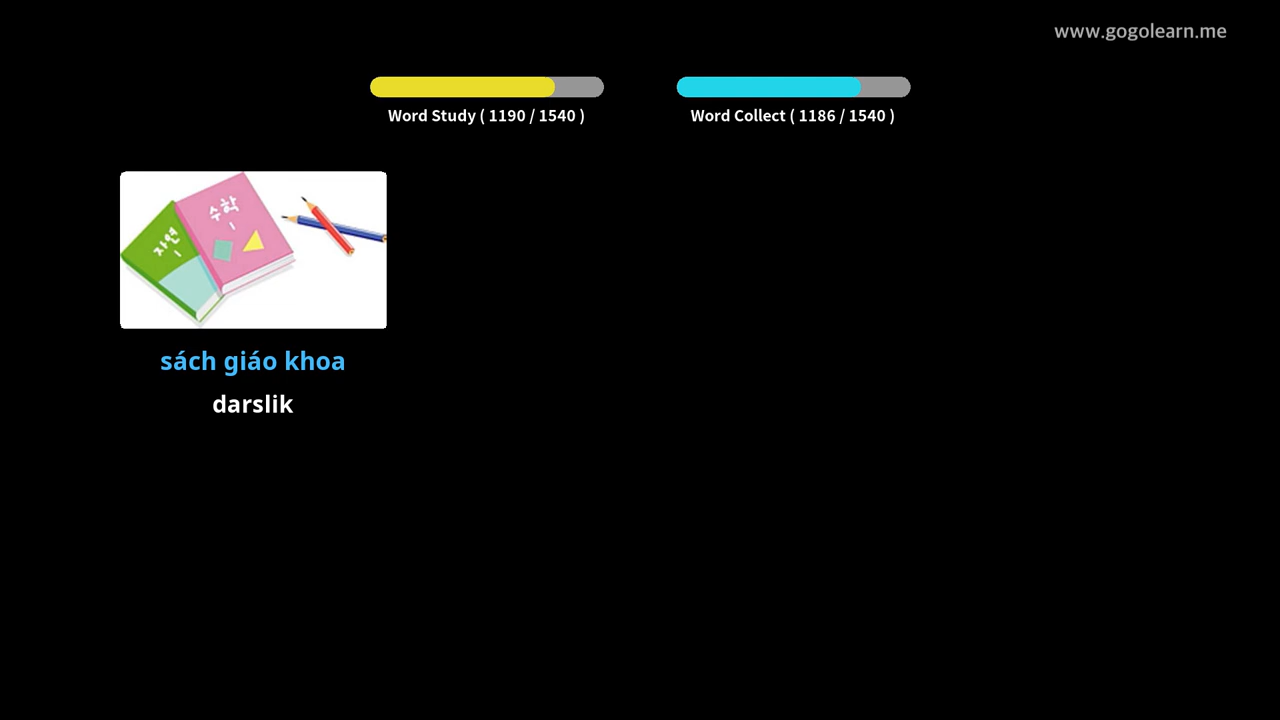 www.gogolearn.me
Word Study ( 1190 / 1540 )
Word Collect ( 1186 / 1540 )
수학
자연
sách giáo khoa
darslik